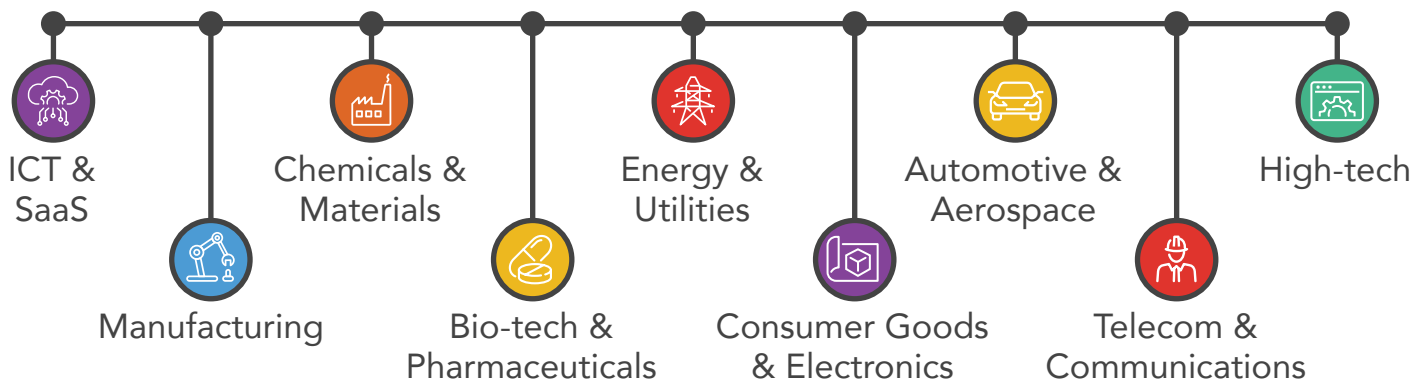 ICT &
SaaS
Manufacturing
Chemicals &
Materials
Bio-tech &
Pharmaceuticals
Energy &
Utilities
Consumer Goods
& Electronics
Automotive &
Aerospace
Telecom &
Communications
High-tech